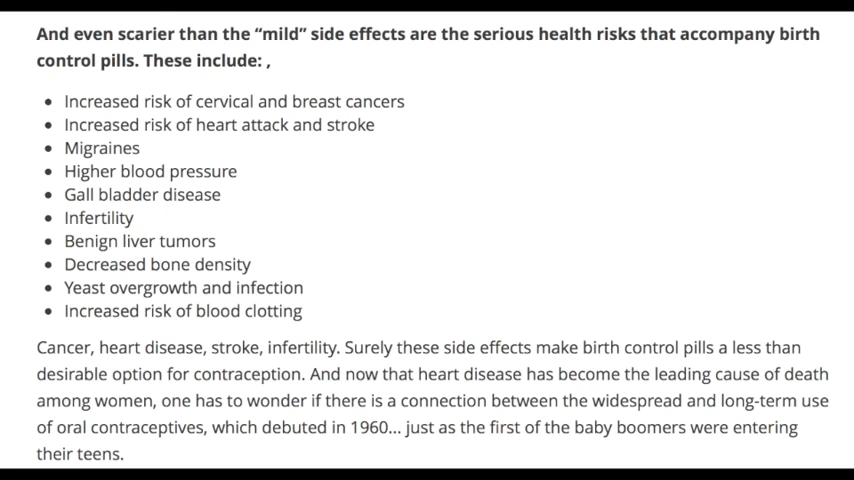 And even scarier than the “mild” side effects are the serious health risks that accompany birth
control pills. These include: ,
• Increased risk of cervical and breast cancers
• Increased risk of heart attack and stroke
• Migraines
• Higher blood pressure
• Gall bladder disease
• Infertility
• Benign liver tumors
• Decreased bone density
• Yeast overgrowth and infection
• Increased risk of blood clotting
Cancer, heart disease, stroke, infertility. Surely these side effects make birth control pills a less than
desirable option for contraception. And now that heart disease has become the leading cause of death
among women, one has to wonder if there is a connection between the widespread and long-term use
of oral contraceptives, which debuted in 1960... just as the first of the baby boomers were entering
their teens.